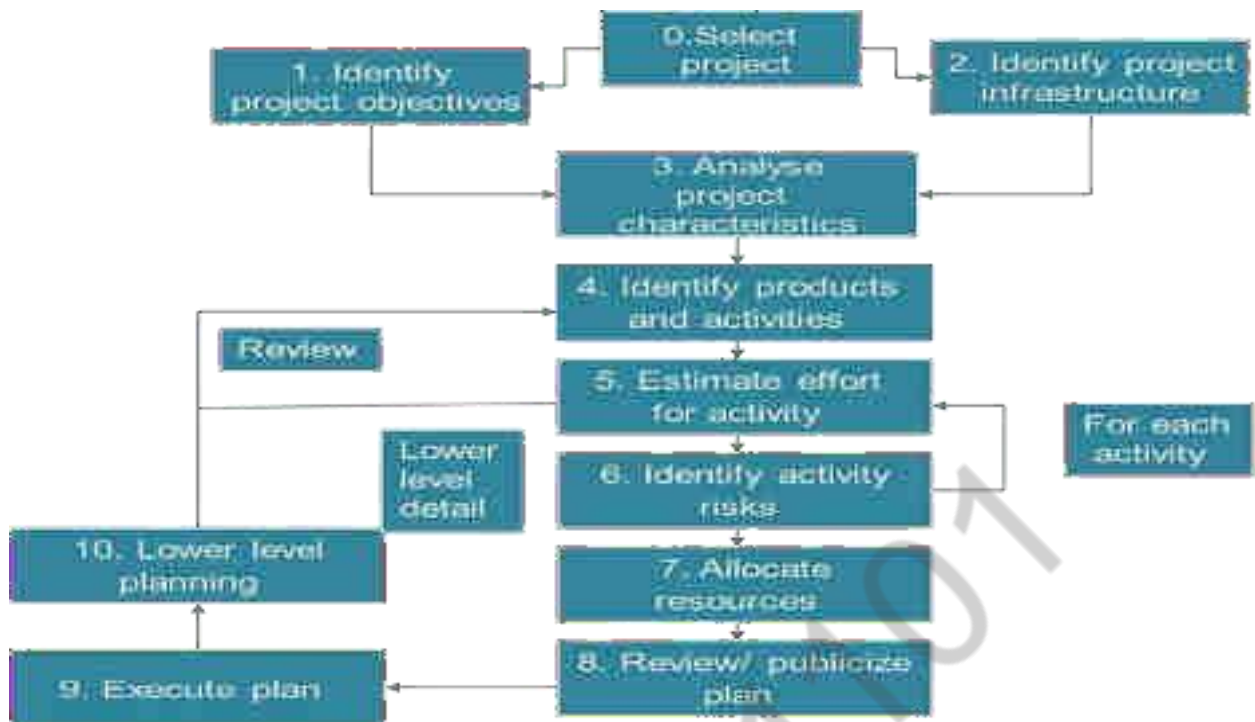 0.Select
project
1. Identify
project objectives
2. Identify project
infrastructure
3. Analyse
project
characteristics
4. Identify products
and activities
Review
5. Estimate effort
for activity
For each
activity
Lower
level
detail
6. Identify activity
risks
10. Lower level
planning
7. Allocate
resources
8. Review/ publicize
plan
9. Execute plan
101